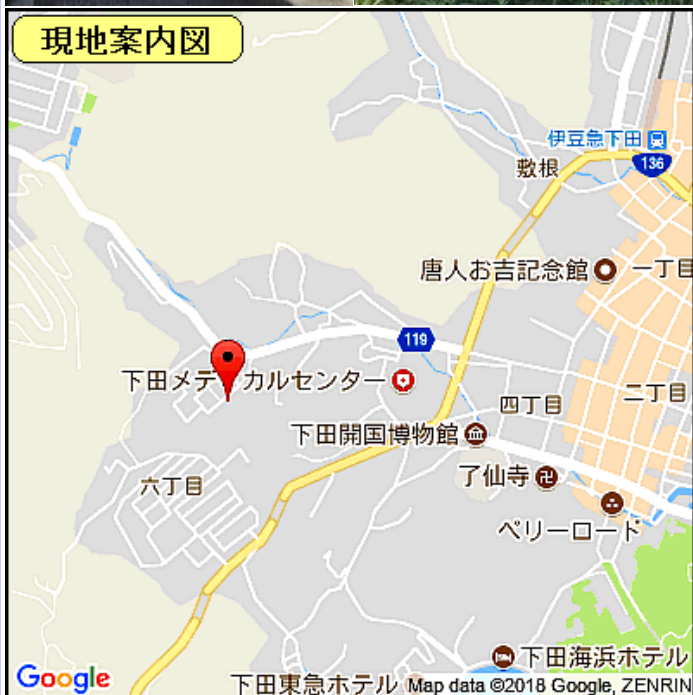 現地案内図
伊豆急下田
136
敷根
唐人お吉記念館
一丁目
119
下田メディカルセンター
二丁目
四丁目
下田開国博物館
了仙寺
六丁目
ペリーロード
下田海浜ホテル
下田東急ホテル
Google
Map data ©2018 Google, ZENRIN